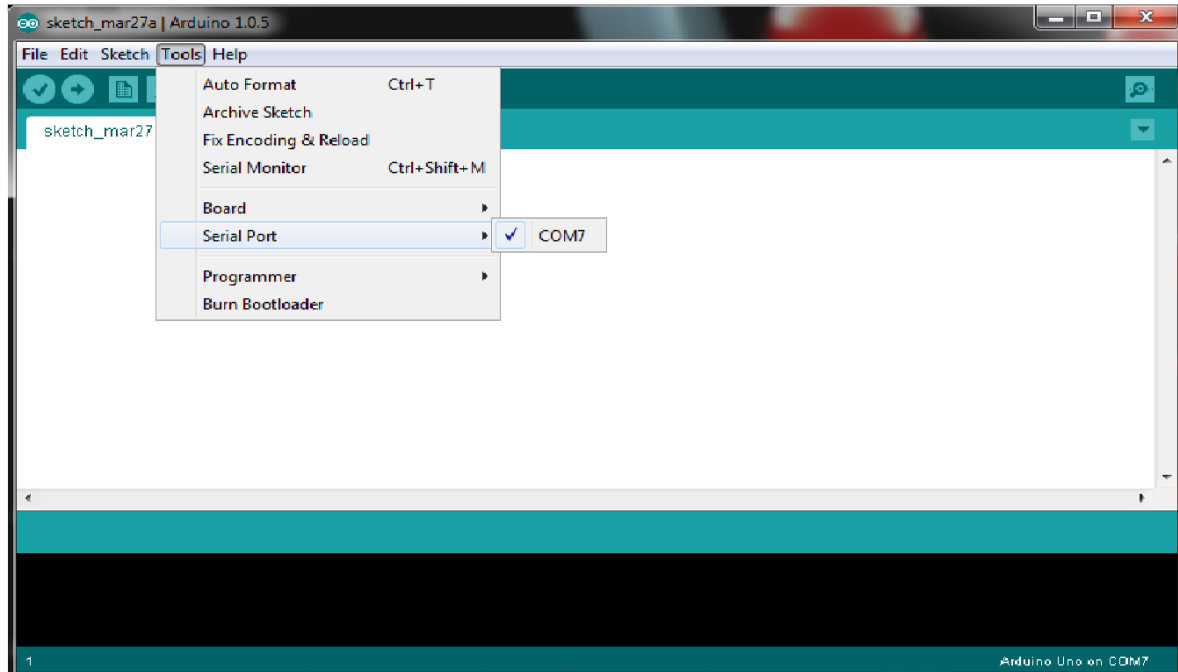 sketch_mar27a | Arduino 1.0.5
File Edit Sketch Tools Help
Auto Format Ctrl+T
Archive Sketch
sketch_mar27
Fix Encoding & Reload
Serial Monitor Ctrl+Shift+M
Board
Serial Port COM7
Programmer
Burn Bootloader
1 Arduino Uno on COM7